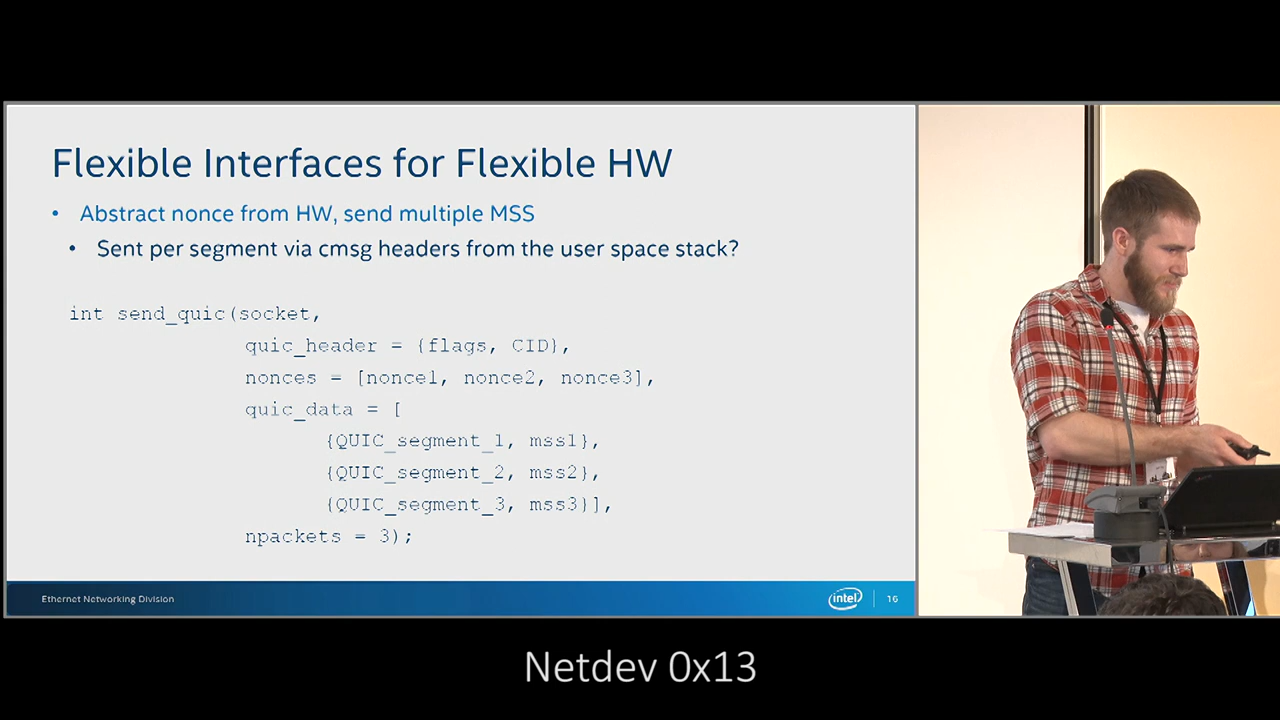 Flexible Interfaces for Flexible HW
• Abstract nonce from HW, send multiple MSS
• Sent per segment via cmsg headers from the user space stack?
int send_quic(socket,
quic_header = {flags, CID},
nonces = [nonce1, nonce2, nonce3],
quic_data = [
{QUIC_segment_1, mss1},
{QUIC_segment_2, mss2},
{QUIC_segment_3, mss3}],
npackets = 3);
Ethernet Networking Division
intel
16
Netdev 0x13